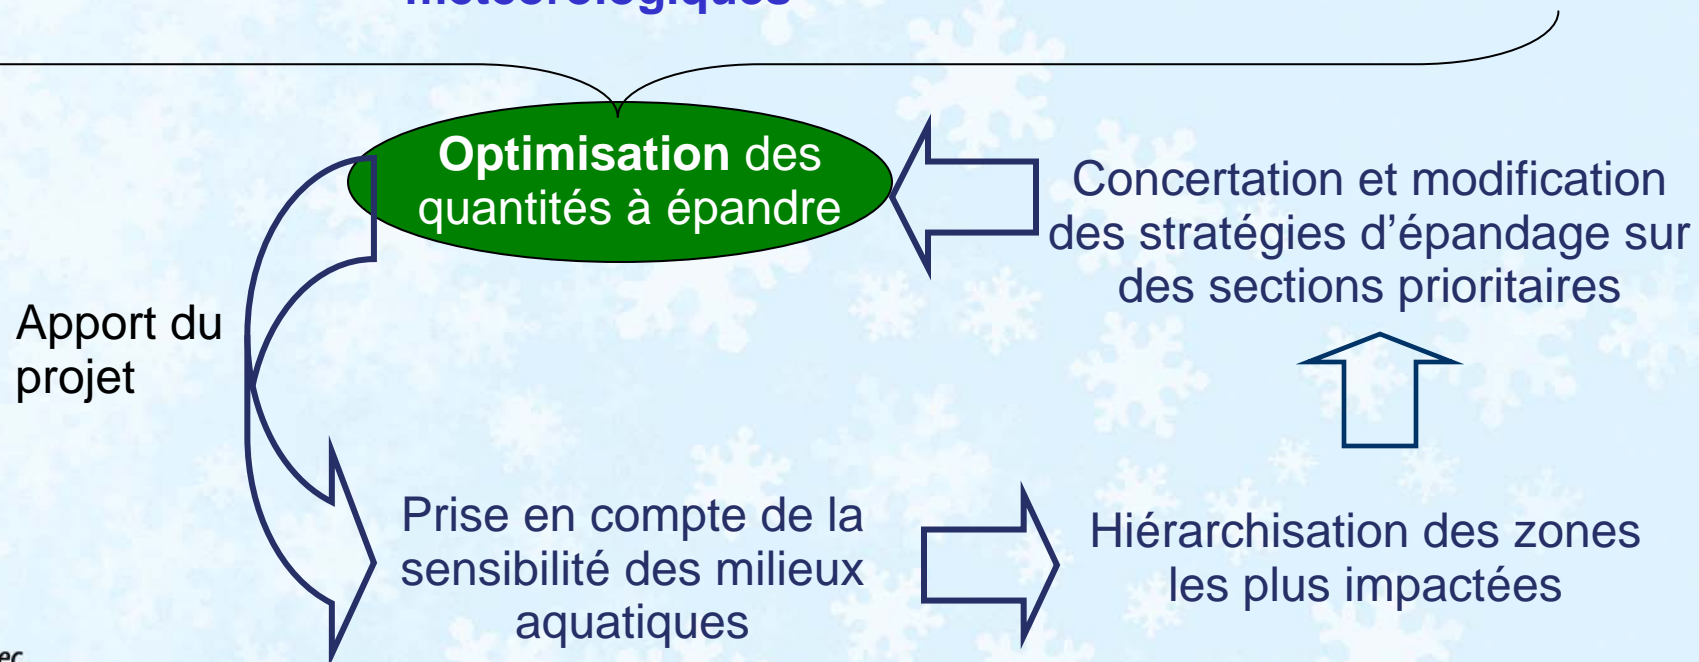 météorologiques
Optimisation des
quantités à épandre
Concertation et modification
des stratégies d'épandage sur
des sections prioritaires
Apport du
projet
Prise en compte de la
sensibilité des milieux
aquatiques
Hiérarchisation des zones
les plus impactées